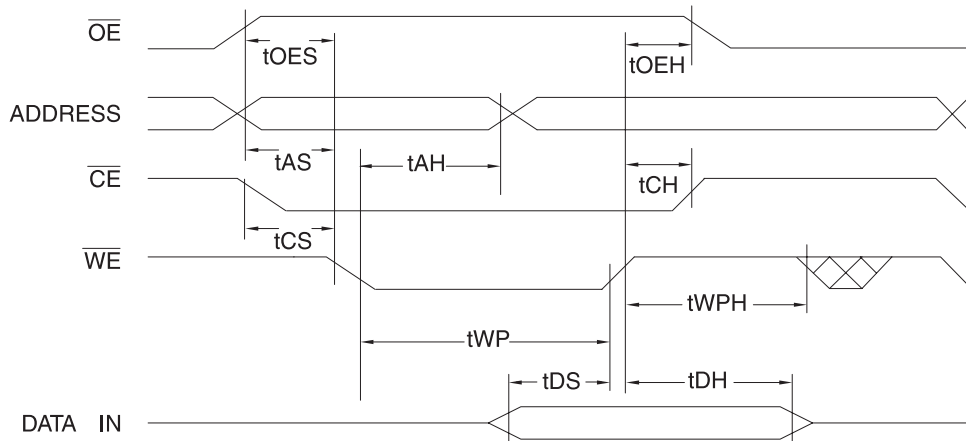 OE
tOES
tOEH
ADDRESS
tAS
tAH
tCH
CE
tCS
WE
tWPH
tWP
tDS
tDH
DATA IN